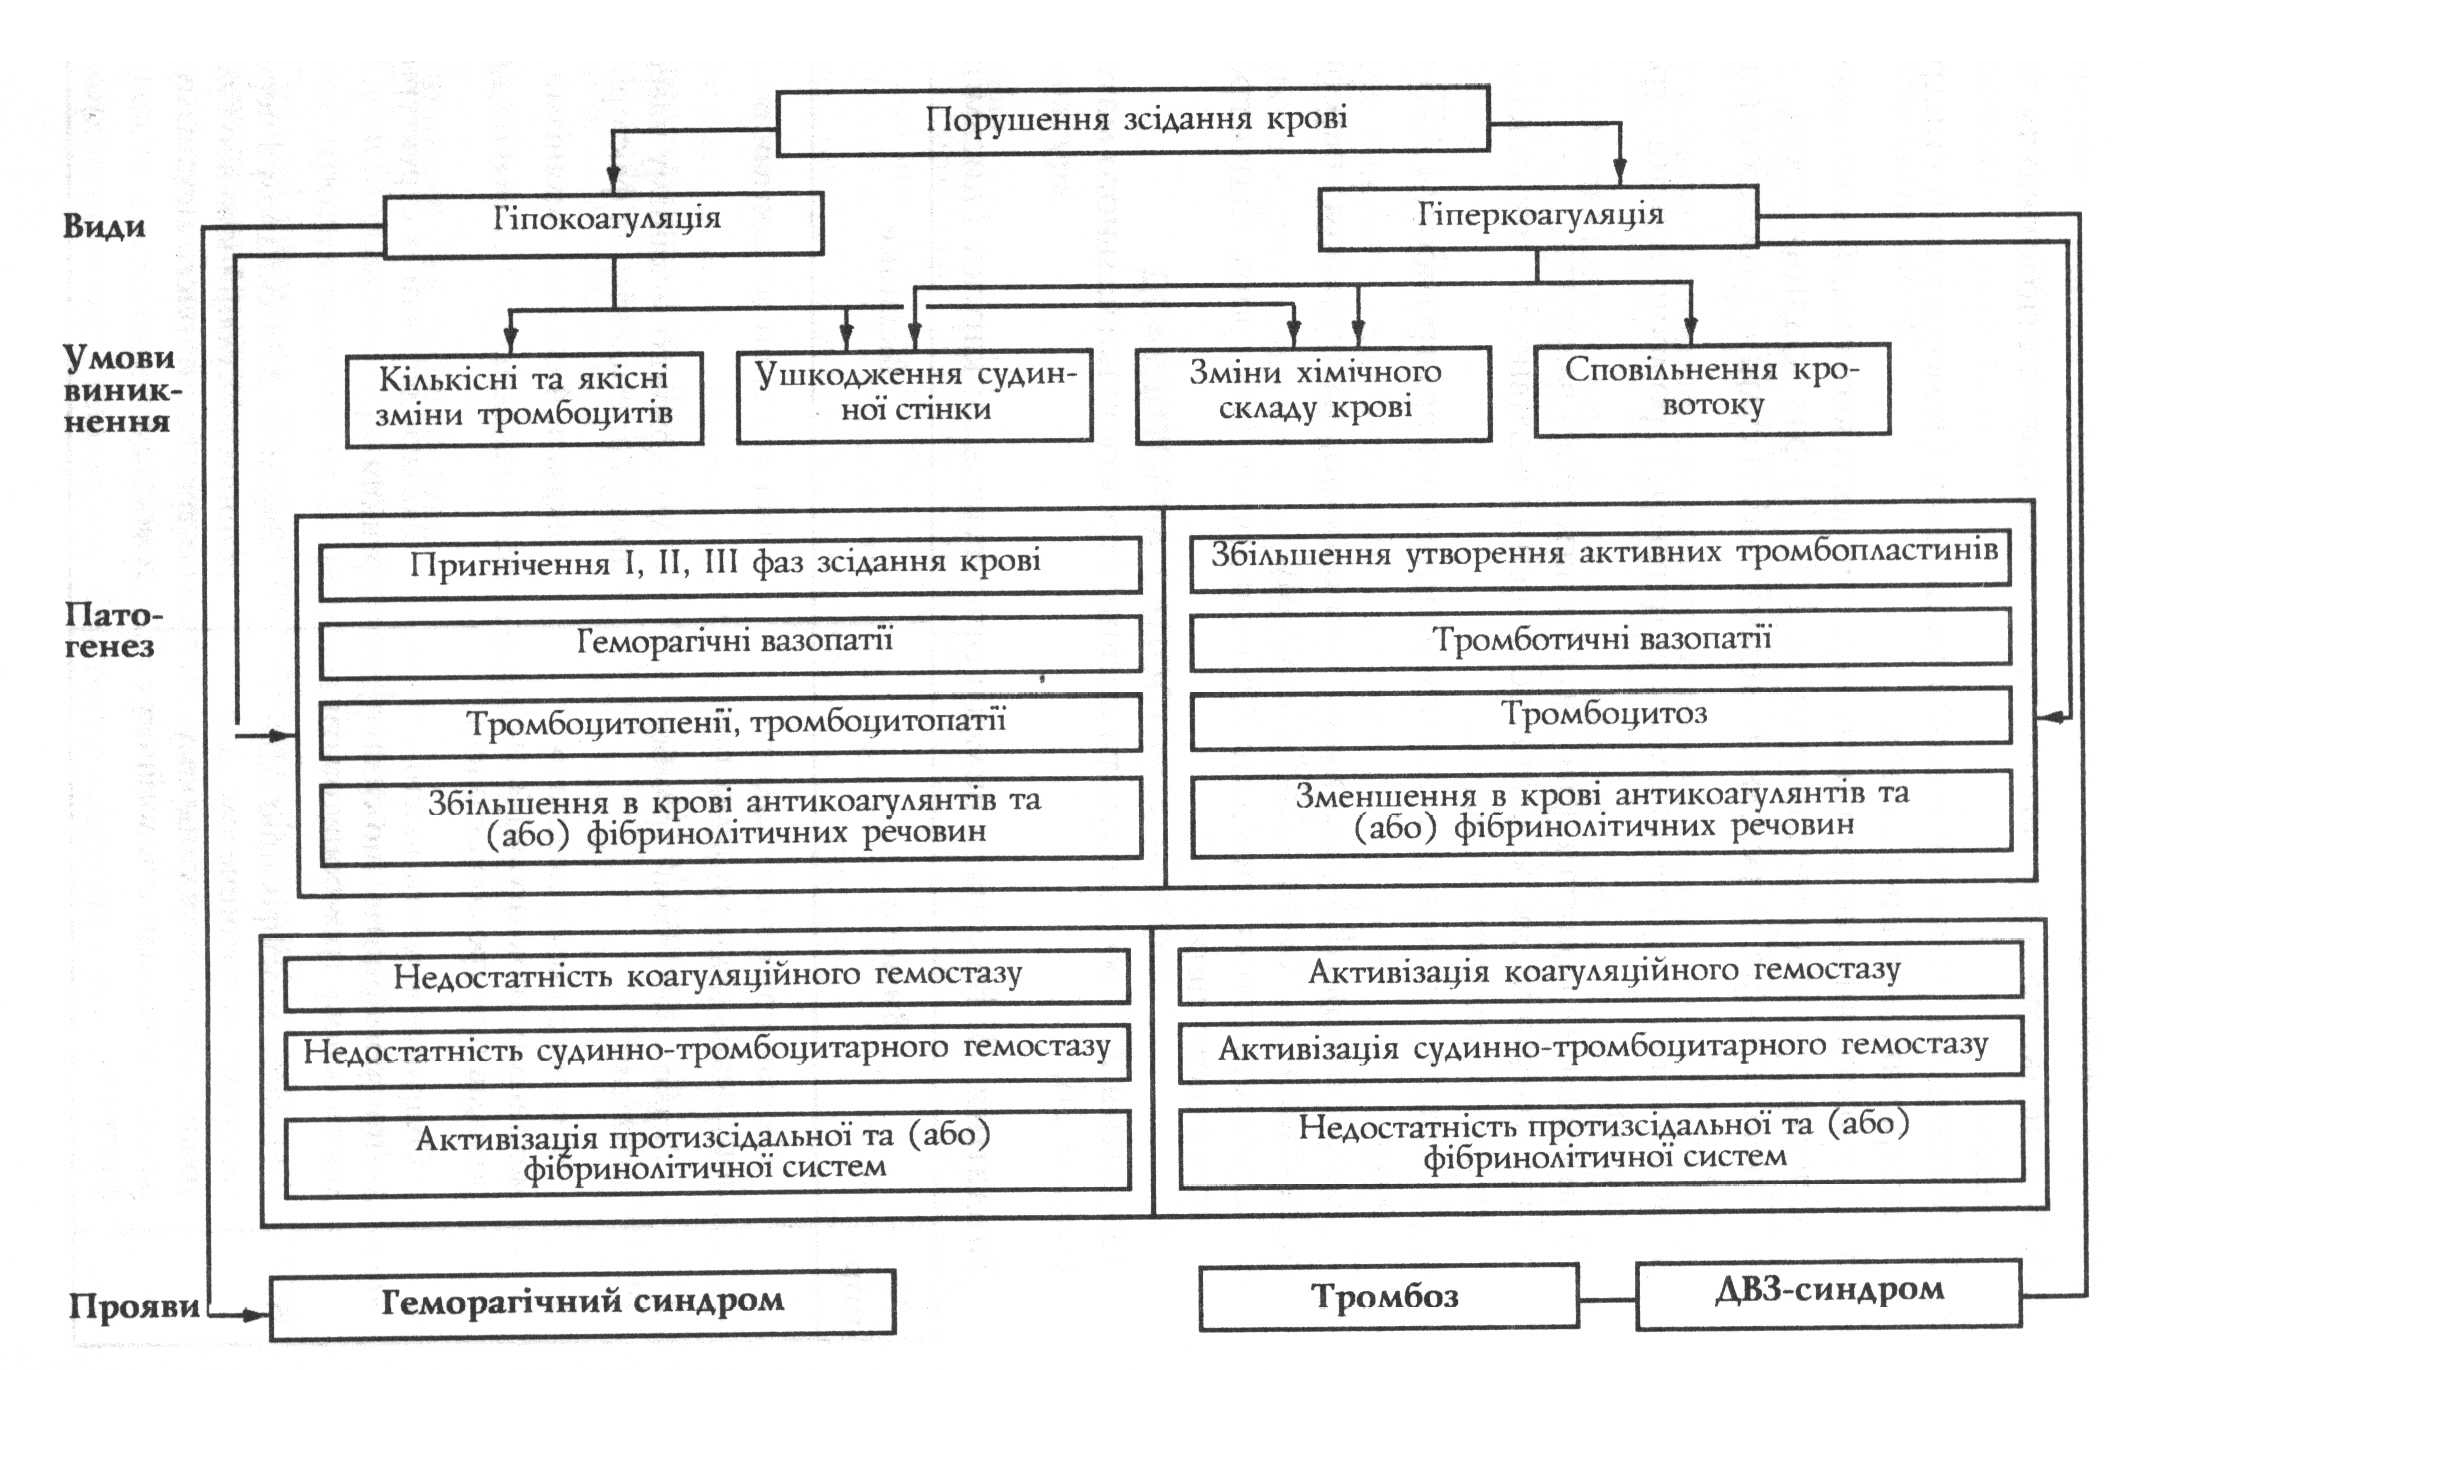 Порушення зсідання крові
Види
Гіпокоагуляція
Гіперкоагуляція
Умови
виник-
нення
Кількісні та якісні
зміни тромбоцитів
Ушкодження судин-
ної стінки
Зміни хімічного
складу крові
Сповільнення кро-
вотоку
Пато-
генез
Пригнічення I, II, III фаз зсідання крові
Геморагічні вазопатії
Тромбоцитопенії, тромбоцитопатії
Збільшення в крові антикоагулянтів та
(або) фібринолітичних речовин
Збільшення утворення активних тромбопластинів
Тромботичні вазопатії
Тромбоцитоз
Зменшення в крові антикоагулянтів та
(або) фібринолітичних речовин
Недостатність коагуляційного гемостазу
Недостатність судинно-тромбоцитарного гемостазу
Активізація протизсідальної та (або)
фібринолітичної систем
Активізація коагуляційного гемостазу
Активізація судинно-тромбоцитарного гемостазу
Недостатність протизсідальної та (або)
фібринолітичної систем
Прояви
Геморагічний синдром
Тромбоз
ДВЗ-синдром